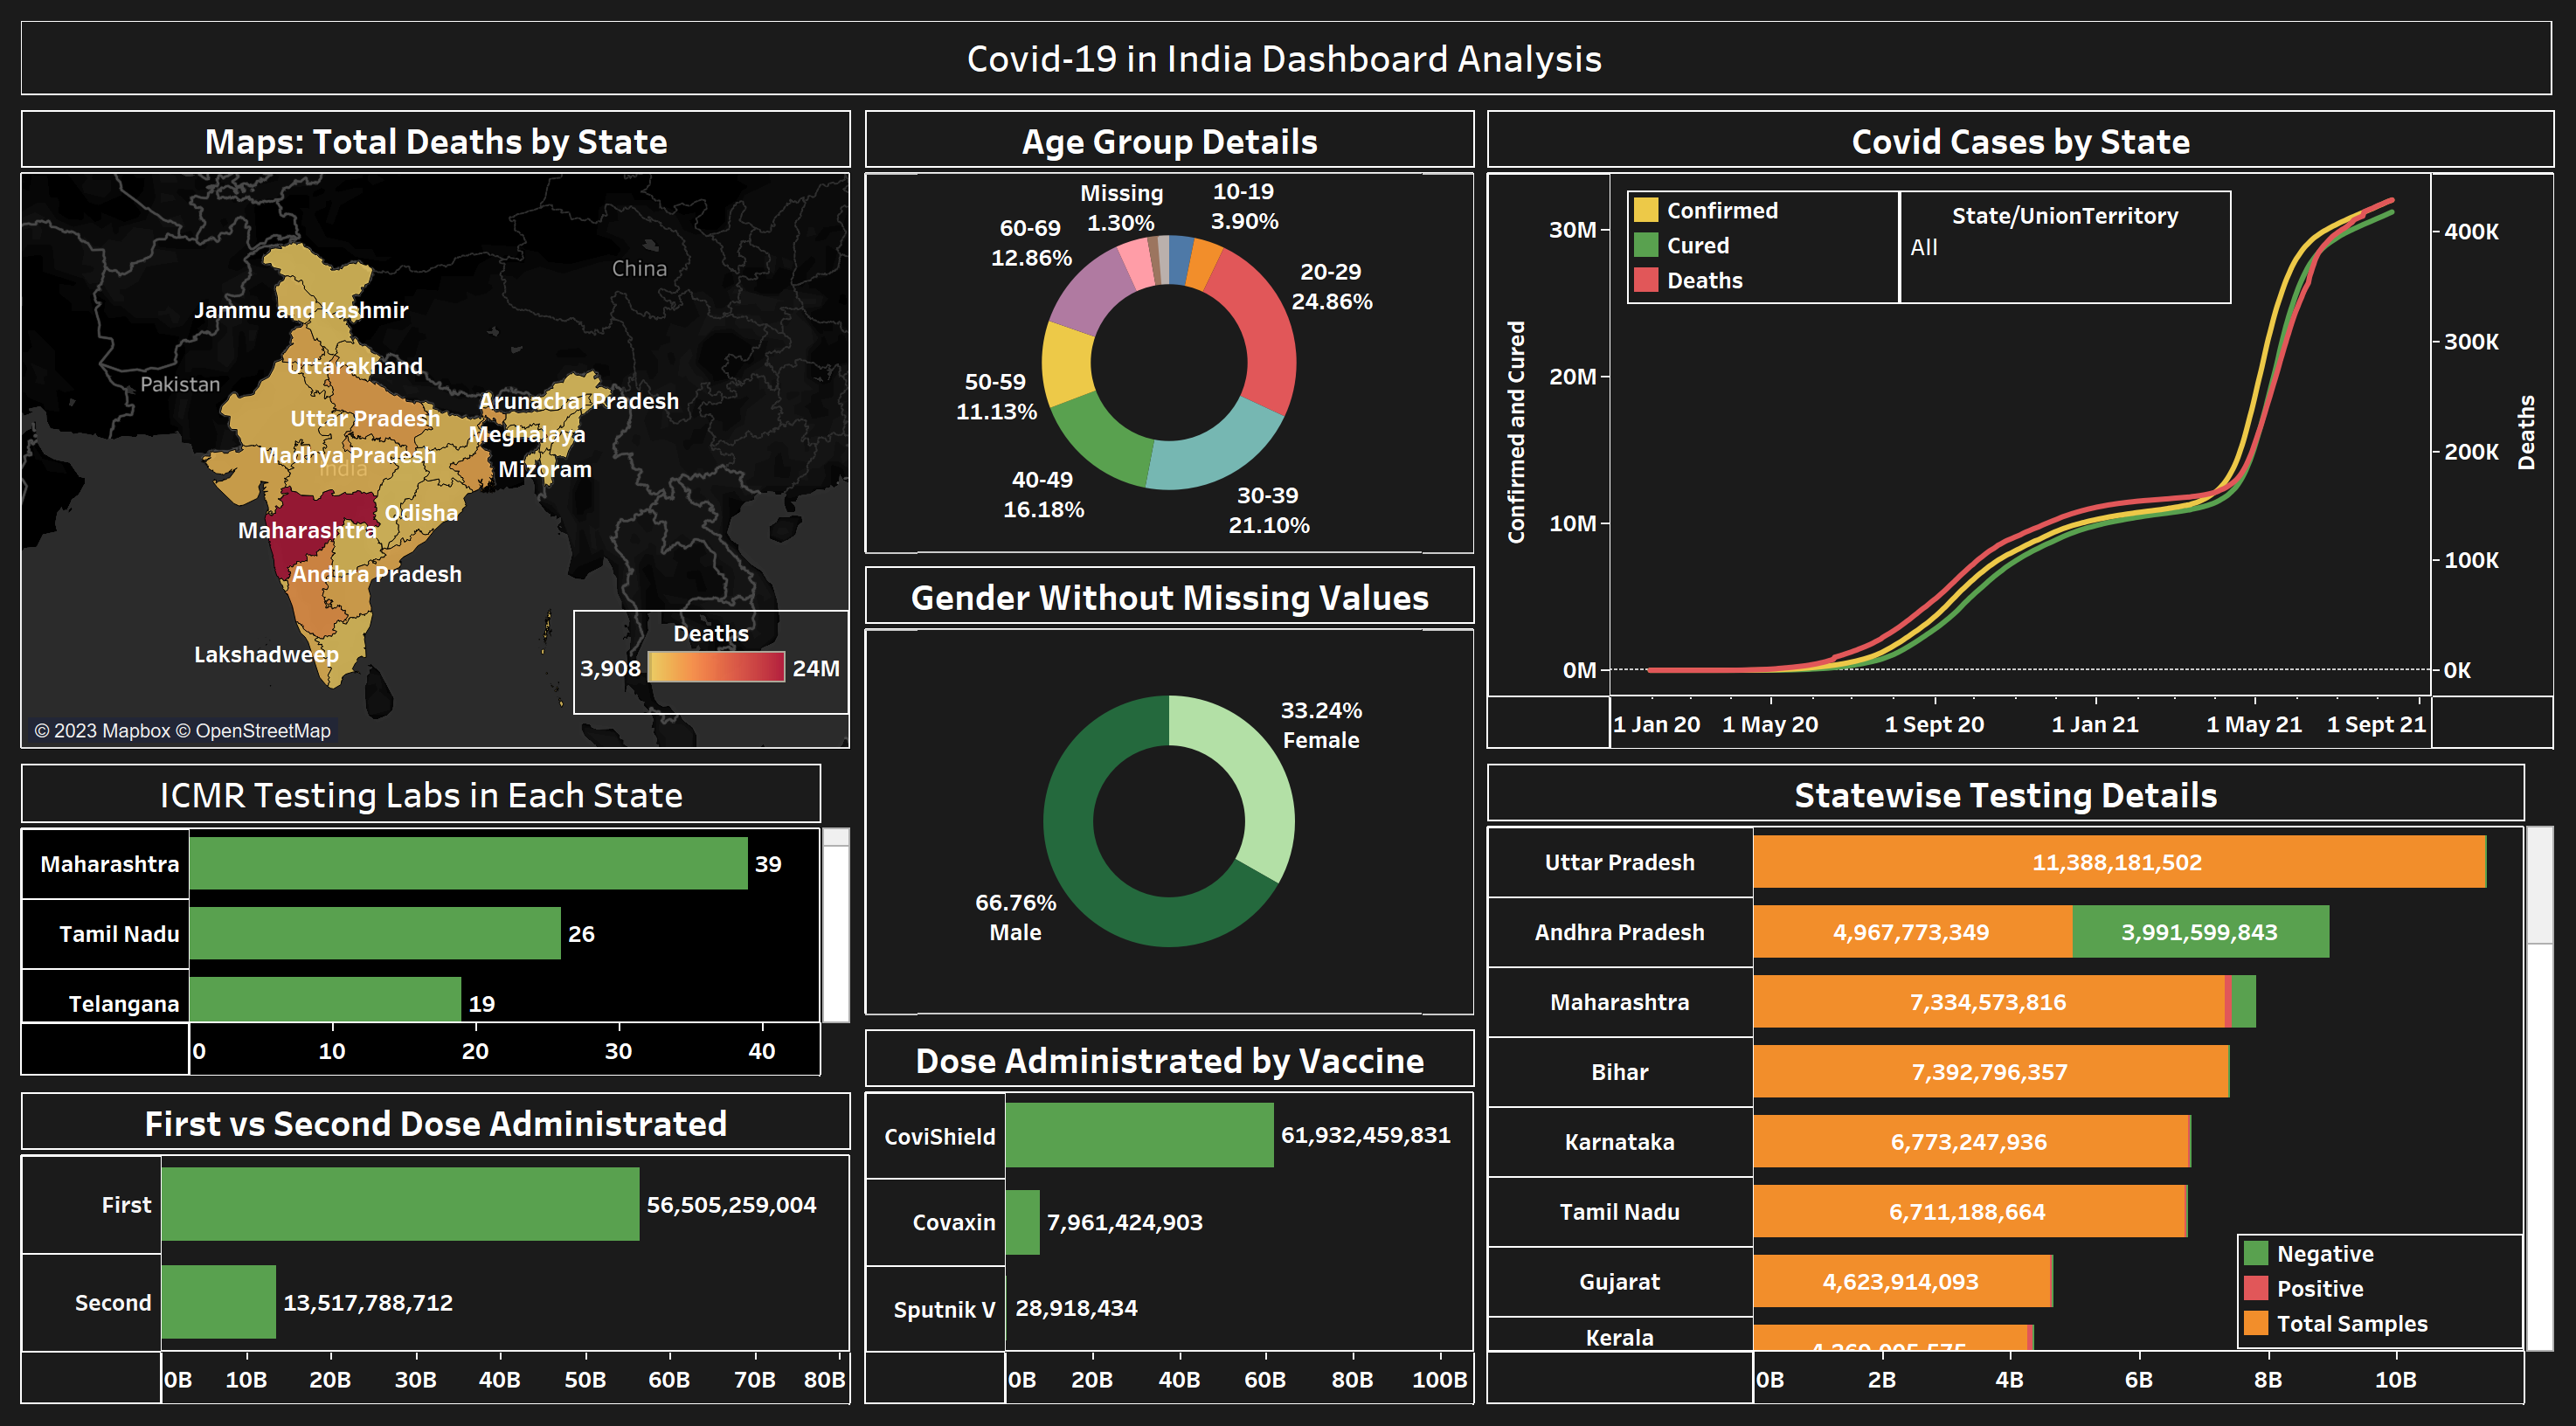 Covid-19 in India Dashboard Analysis
Maps: Total Deaths by State
China
Jammu and Kashmir
Uttarakhand
Pakistan
Arunachal Pradesh
Uttar Pradesh
Meghalaya
Madhya Pradesh
India
Mizoram
Odisha
Maharashtra
Andhra Pradesh
Lakshadweep
Deaths
3,908 24M
© 2023 Mapbox © OpenStreetMap
Age Group Details
Missing
1.30%
10-19
3.90%
60-69
12.86%
20-29
24.86%
50-59
11.13%
40-49
16.18%
30-39
21.10%
Covid Cases by State
Confirmed
Cured
Deaths
State/UnionTerritory
All
Confirmed and Cured
30M
20M
10M
0M
400K
300K
200K
100K
0K
Deaths
1 Jan 20 1 May 20 1 Sept 20 1 Jan 21 1 May 21 1 Sept 21
Gender Without Missing Values
33.24%
Female
66.76%
Male
ICMR Testing Labs in Each State
Maharashtra 39
Tamil Nadu 26
Telangana 19
0 10 20 30 40
First vs Second Dose Administrated
First 56,505,259,004
Second 13,517,788,712
0B 10B 20B 30B 40B 50B 60B 70B 80B
Dose Administrated by Vaccine
CoviShield 61,932,459,831
Covaxin 7,961,424,903
Sputnik V 28,918,434
0B 20B 40B 60B 80B 100B
Statewise Testing Details
Uttar Pradesh 11,388,181,502
Andhra Pradesh 4,967,773,349 3,991,599,843
Maharashtra 7,334,573,816
Bihar 7,392,796,357
Karnataka 6,773,247,936
Tamil Nadu 6,711,188,664
Gujarat 4,623,914,093
Kerala
Negative
Positive
Total Samples
0B 2B 4B 6B 8B 10B